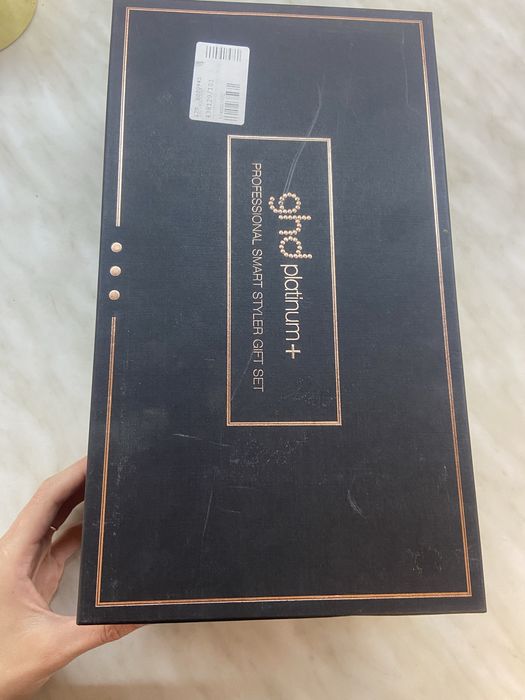 ghd platinum+
PROFESSIONAL SMART STYLER GIFT SET